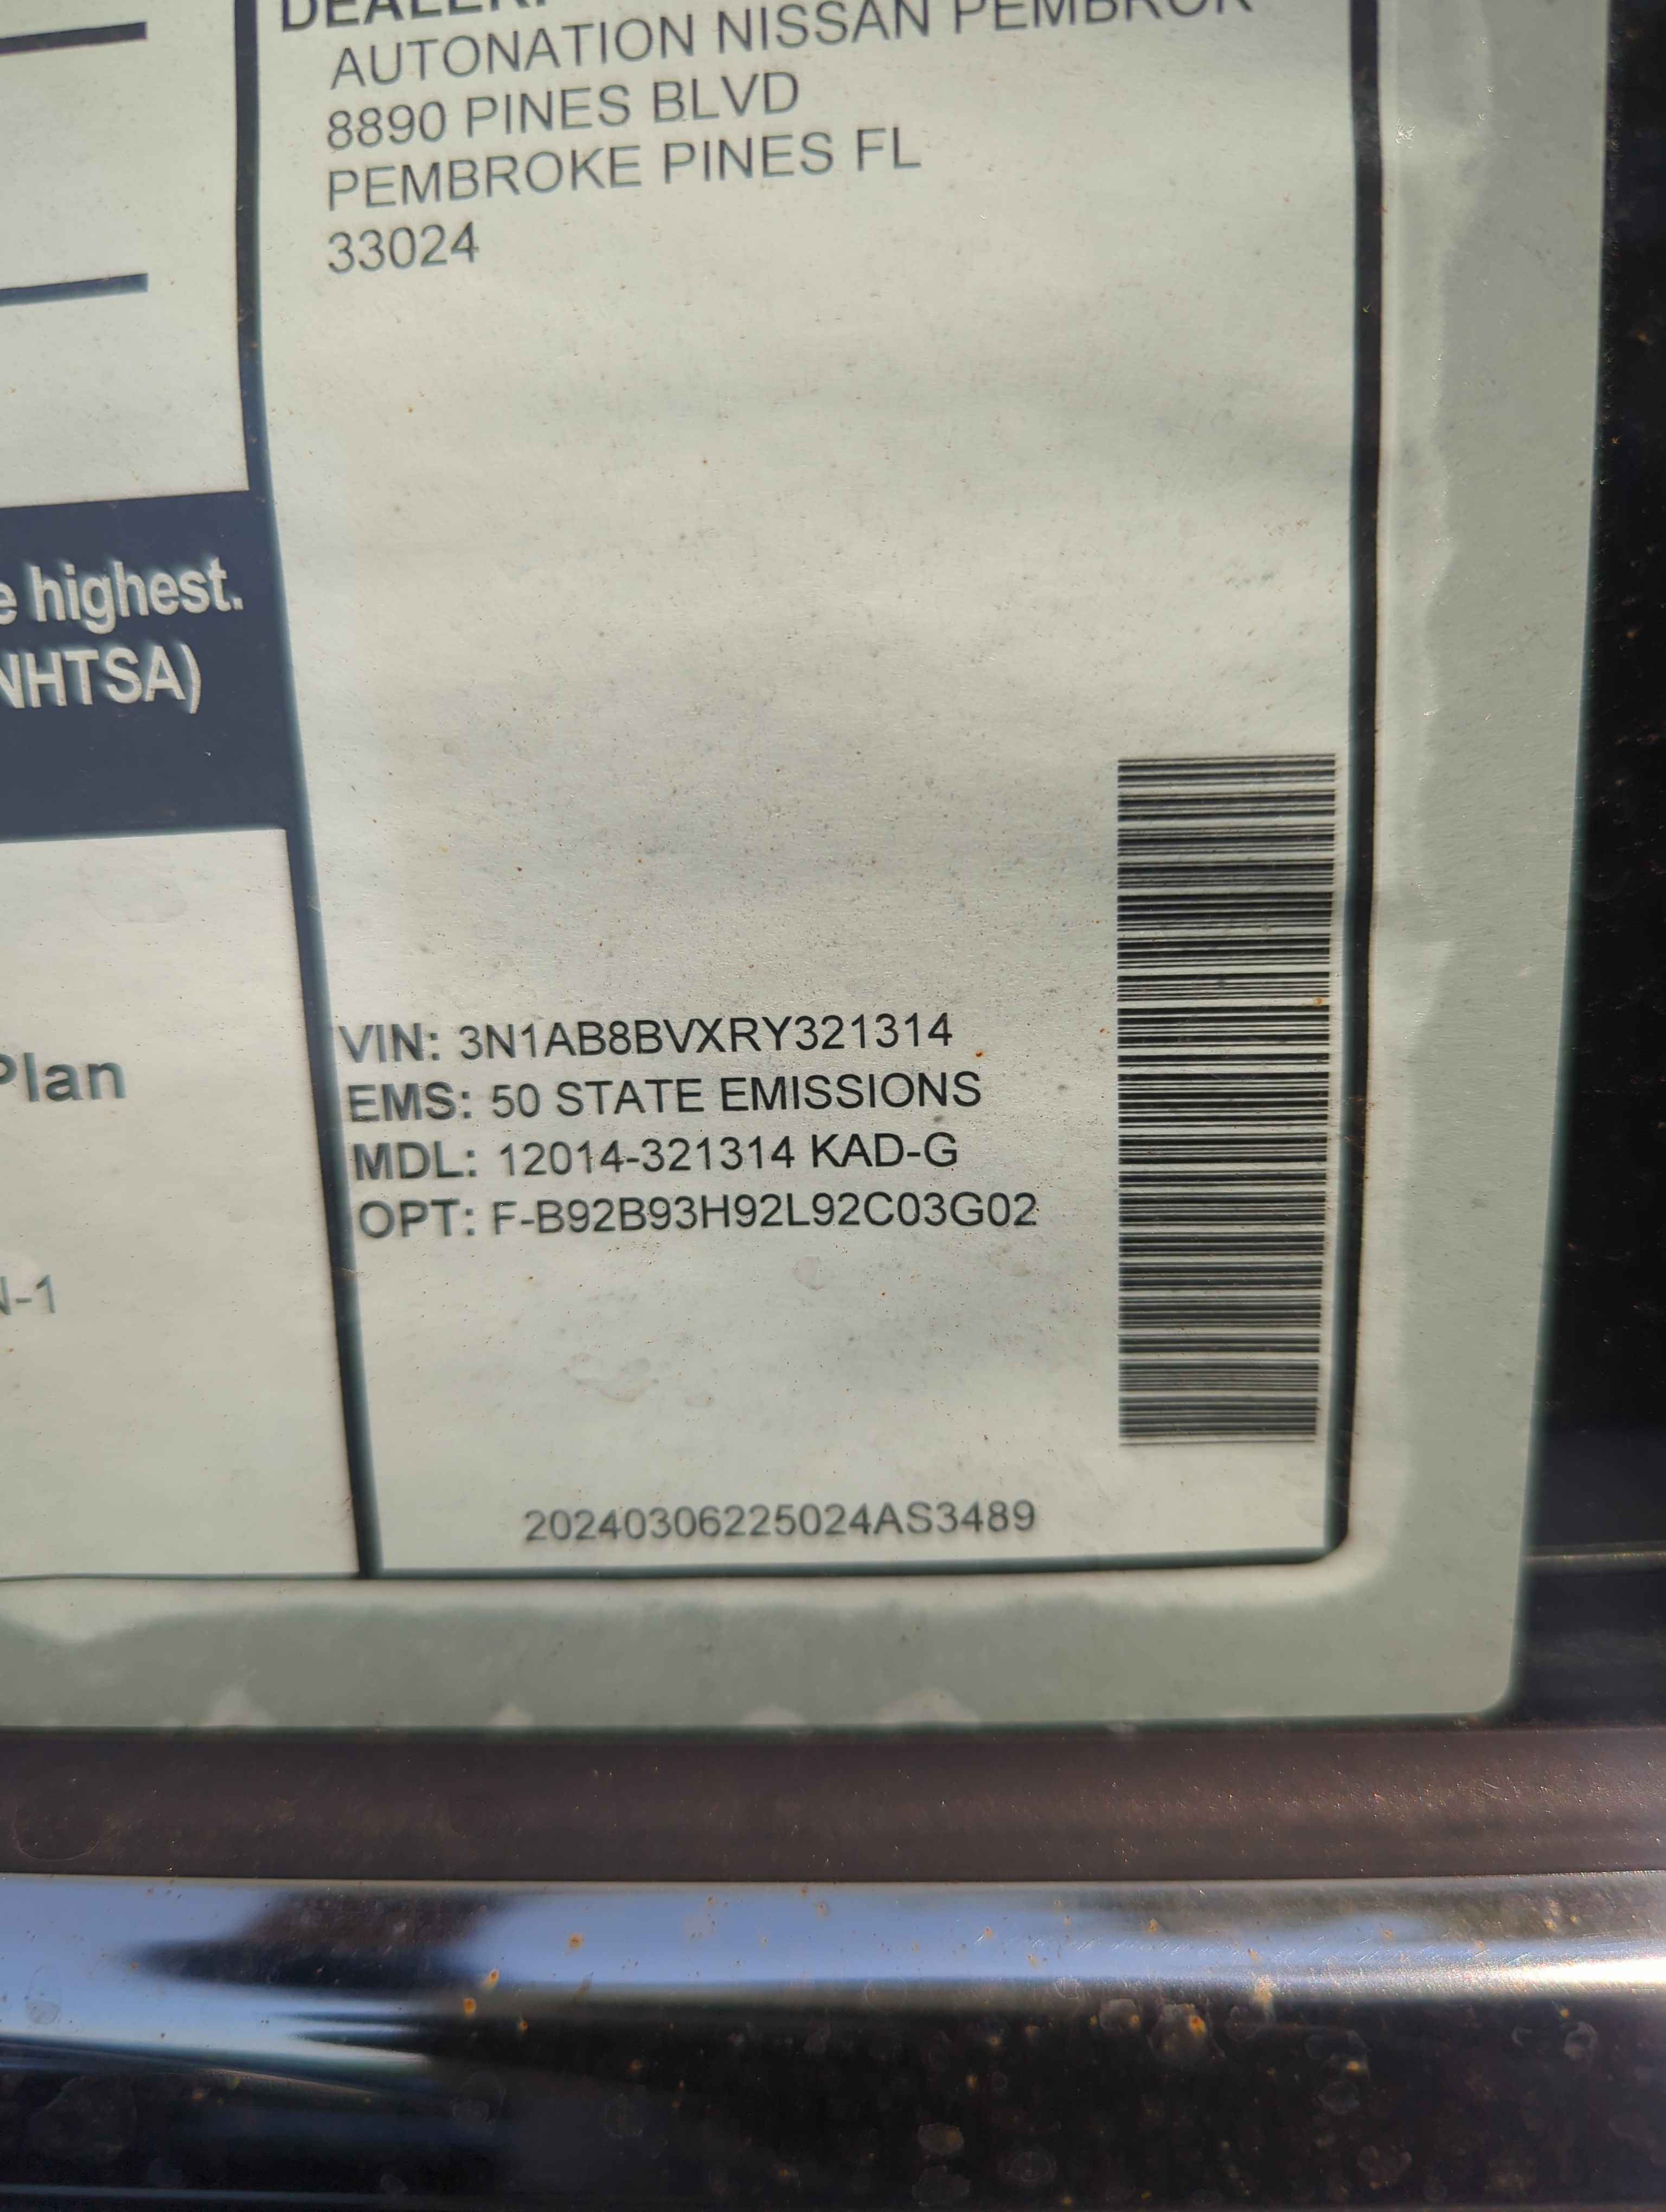 DEALER:
AUTONATION NISSAN PEMBROK
8890 PINES BLVD
PEMBROKE PINES FL
33024
e highest.
NHTSA)
Plan
N-1
VIN: 3N1AB8BVXRY321314
EMS: 50 STATE EMISSIONS
MDL: 12014-321314 KAD-G
OPT: F-B92B93H92L92C03G02
20240306225024AS3489